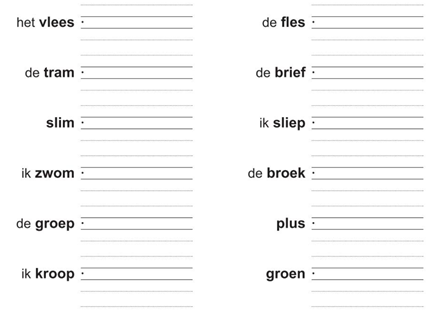 het vlees
de tram
slim
ik zwom
de groep
ik kroop
de fles
de brief
ik sliep
de broek
plus
groen